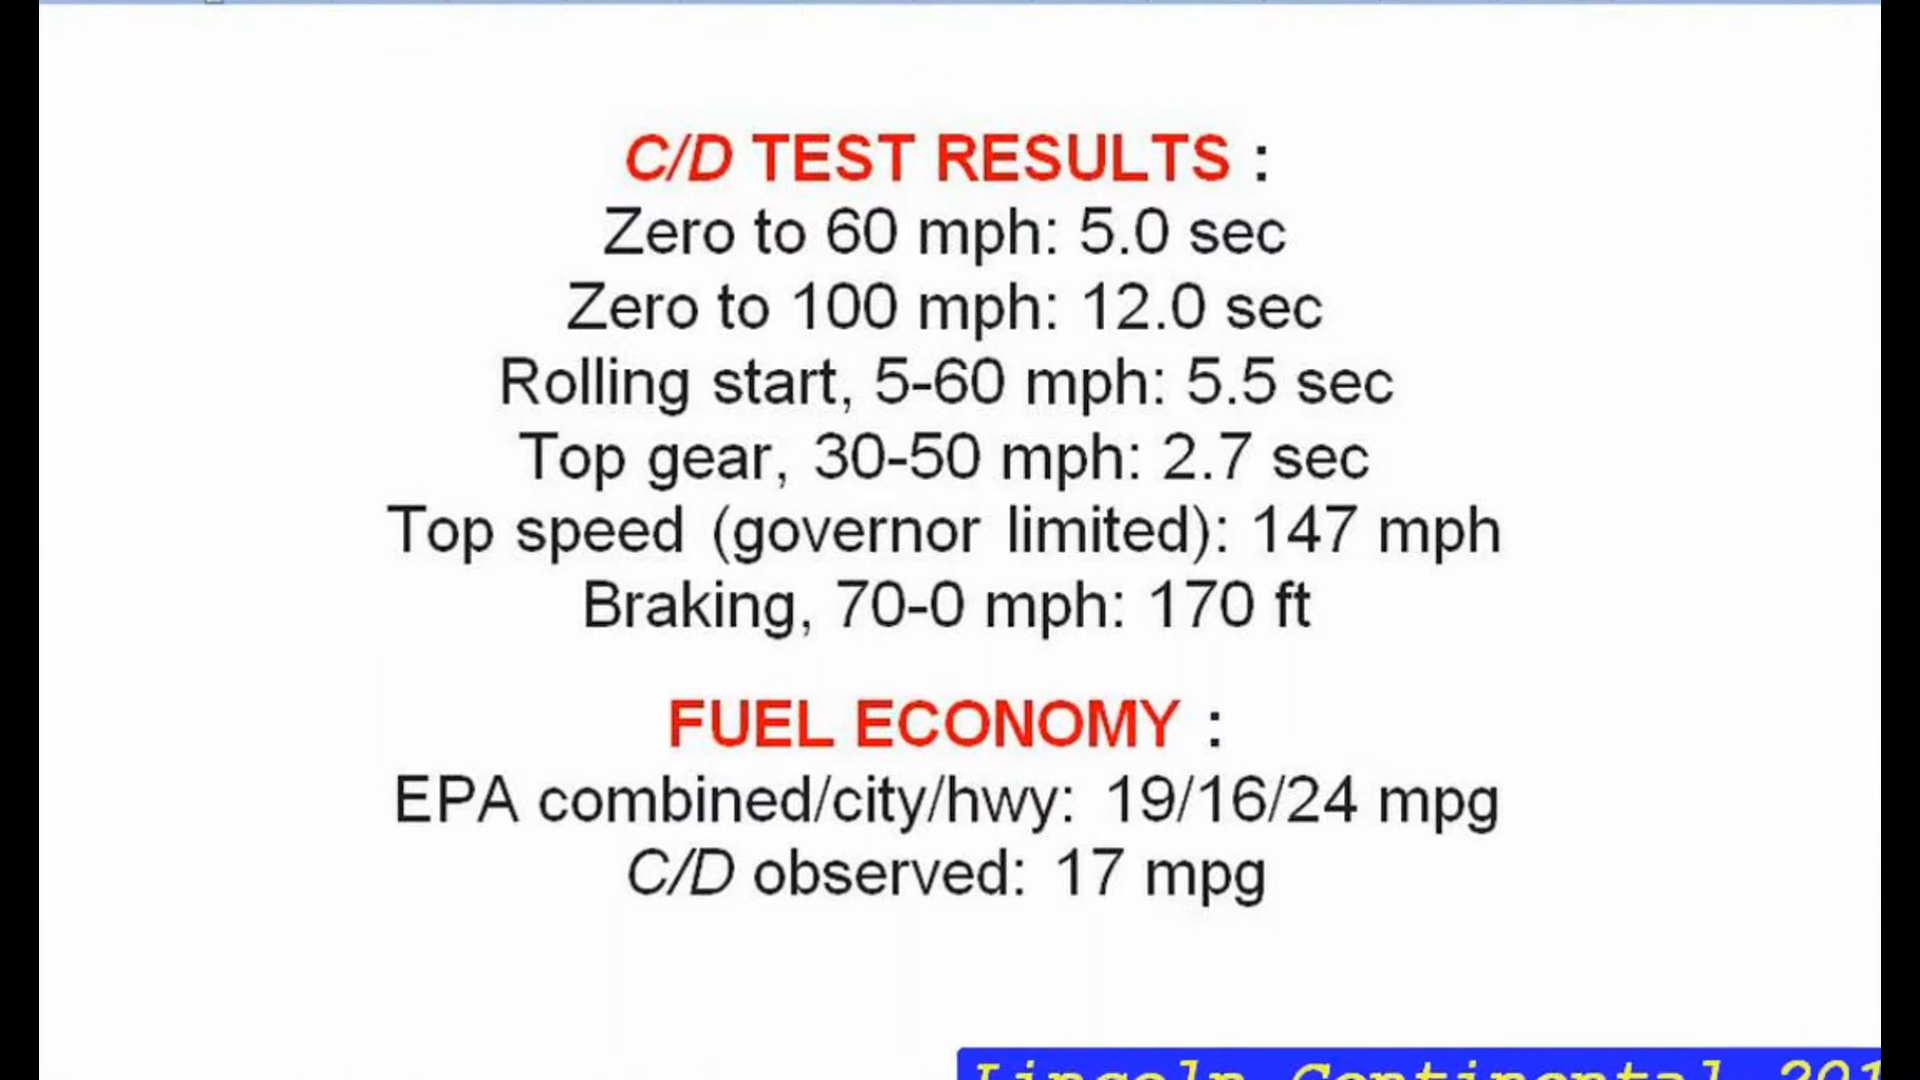 C/D TEST RESULTS :
Zero to 60 mph: 5.0 sec
Zero to 100 mph: 12.0 sec
Rolling start, 5-60 mph: 5.5 sec
Top gear, 30-50 mph: 2.7 sec
Top speed (governor limited): 147 mph
Braking, 70-0 mph: 170 ft
FUEL ECONOMY :
EPA combined/city/hwy: 19/16/24 mpg
C/D observed: 17 mpg
Lincoln Continental